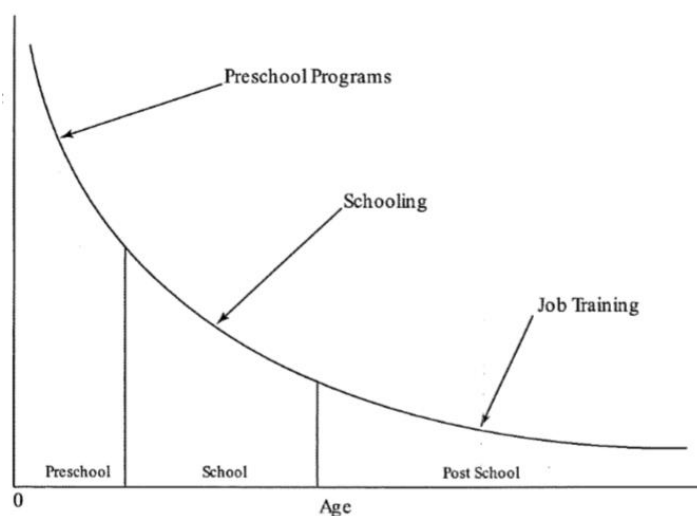 Preschool Programs
Schooling
Job Training
Preschool
School
Post School
0
Age